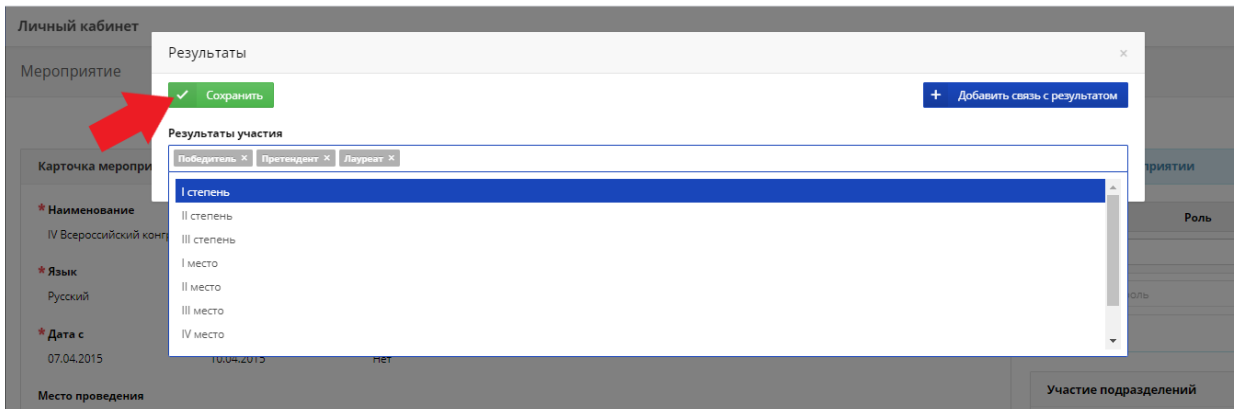 Личный кабинет
Результаты
×
Мероприятие
Сохранить
+ Добавить связь с результатом
Результаты участия
Победитель × Претендент × Лауреат ×
Карточка меропри
приятии
I степень
* Наименование
II степень
Роль
IV Всероссийский конгр
III степень
* Язык
I место
Русский
II место
оль
III место
* Дата с
IV место
07.04.2015 10.04.2015 Нет
Место проведения
Участие подразделений